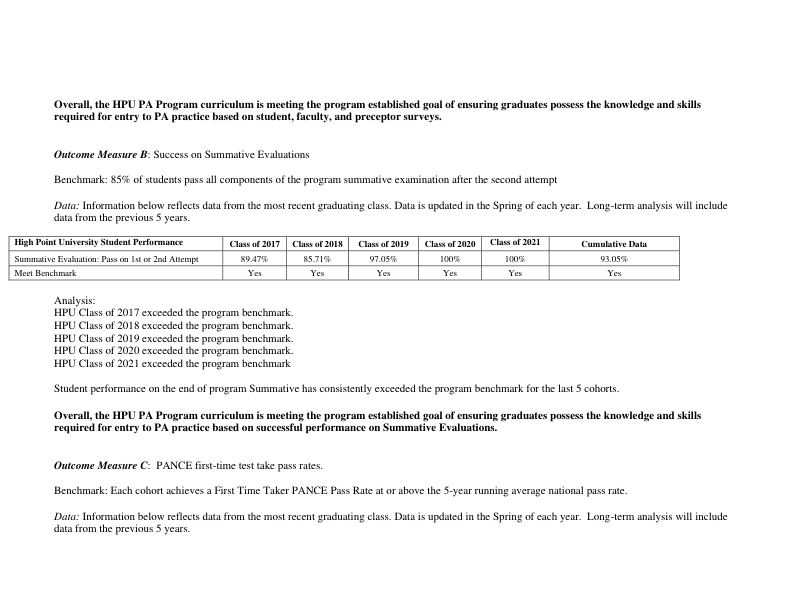 Overall, the HPU PA Program curriculum is meeting the program established goal of ensuring graduates possess the knowledge and skills
required for entry to PA practice based on student, faculty, and preceptor surveys.
Outcome Measure B: Success on Summative Evaluations
Benchmark: 85% of students pass all components of the program summative examination after the second attempt
Data: Information below reflects data from the most recent graduating class. Data is updated in the Spring of each year.  Long-term analysis will include
data from the previous 5 years.
High Point University Student Performance Class of 2017 Class of 2018 Class of 2019 Class of 2020 Class of 2021 Cumulative Data
Summative Evaluation: Pass on 1st or 2nd Attempt 89.47% 85.71% 97.05% 100% 100% 93.05%
Meet Benchmark Yes Yes Yes Yes Yes Yes
Analysis:
HPU Class of 2017 exceeded the program benchmark.
HPU Class of 2018 exceeded the program benchmark.
HPU Class of 2019 exceeded the program benchmark.
HPU Class of 2020 exceeded the program benchmark.
HPU Class of 2021 exceeded the program benchmark
Student performance on the end of program Summative has consistently exceeded the program benchmark for the last 5 cohorts.
Overall, the HPU PA Program curriculum is meeting the program established goal of ensuring graduates possess the knowledge and skills
required for entry to PA practice based on successful performance on Summative Evaluations.
Outcome Measure C:  PANCE first-time test take pass rates.
Benchmark: Each cohort achieves a First Time Taker PANCE Pass Rate at or above the 5-year running average national pass rate.
Data: Information below reflects data from the most recent graduating class. Data is updated in the Spring of each year.  Long-term analysis will include
data from the previous 5 years.